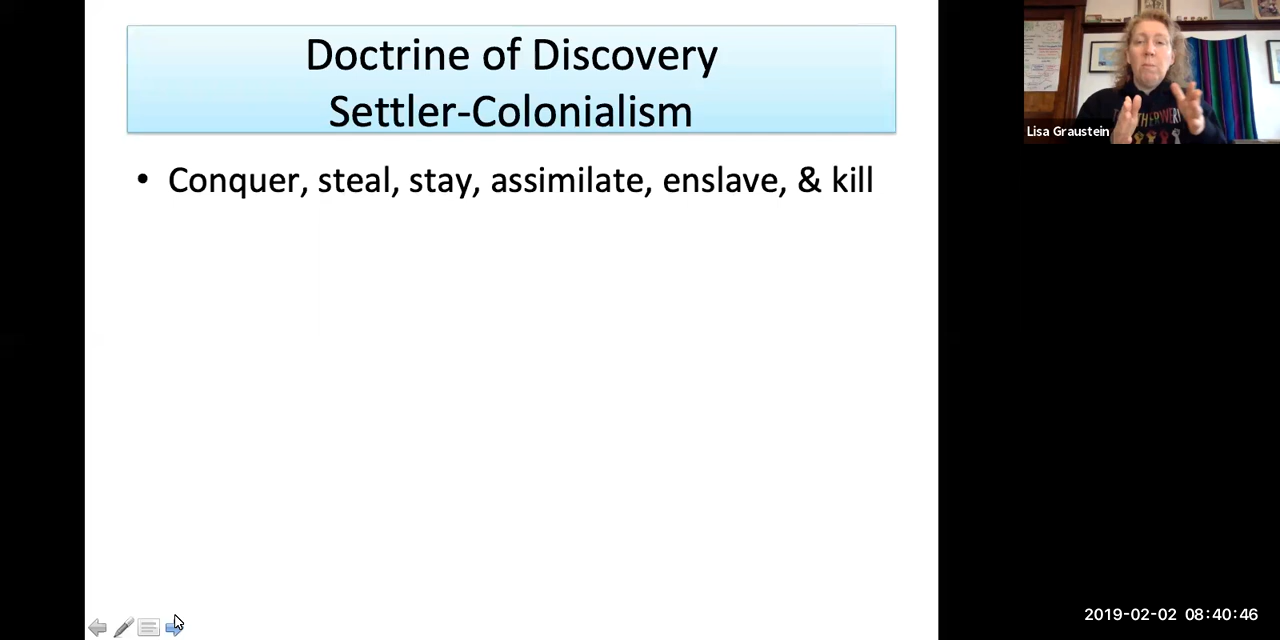 Doctrine of Discovery
Settler-Colonialism
• Conquer, steal, stay, assimilate, enslave, & kill
Lisa Graustein
2019-02-02 08:40:46